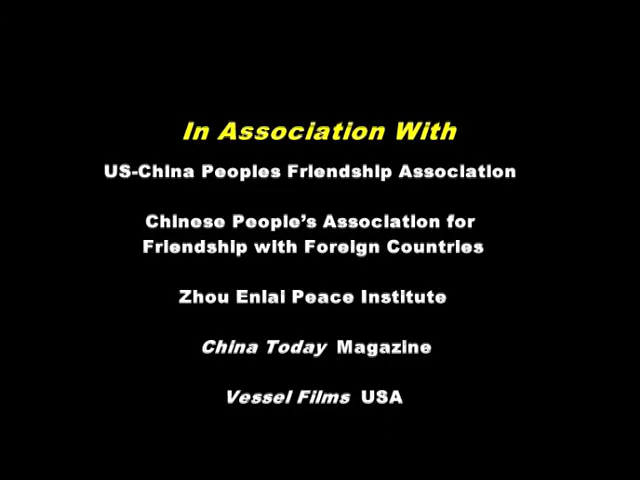 In Association With
US-China Peoples Friendship Association
Chinese People’s Association for
Friendship with Foreign Countries
Zhou Enlai Peace Institute
China Today Magazine
Vessel Films USA